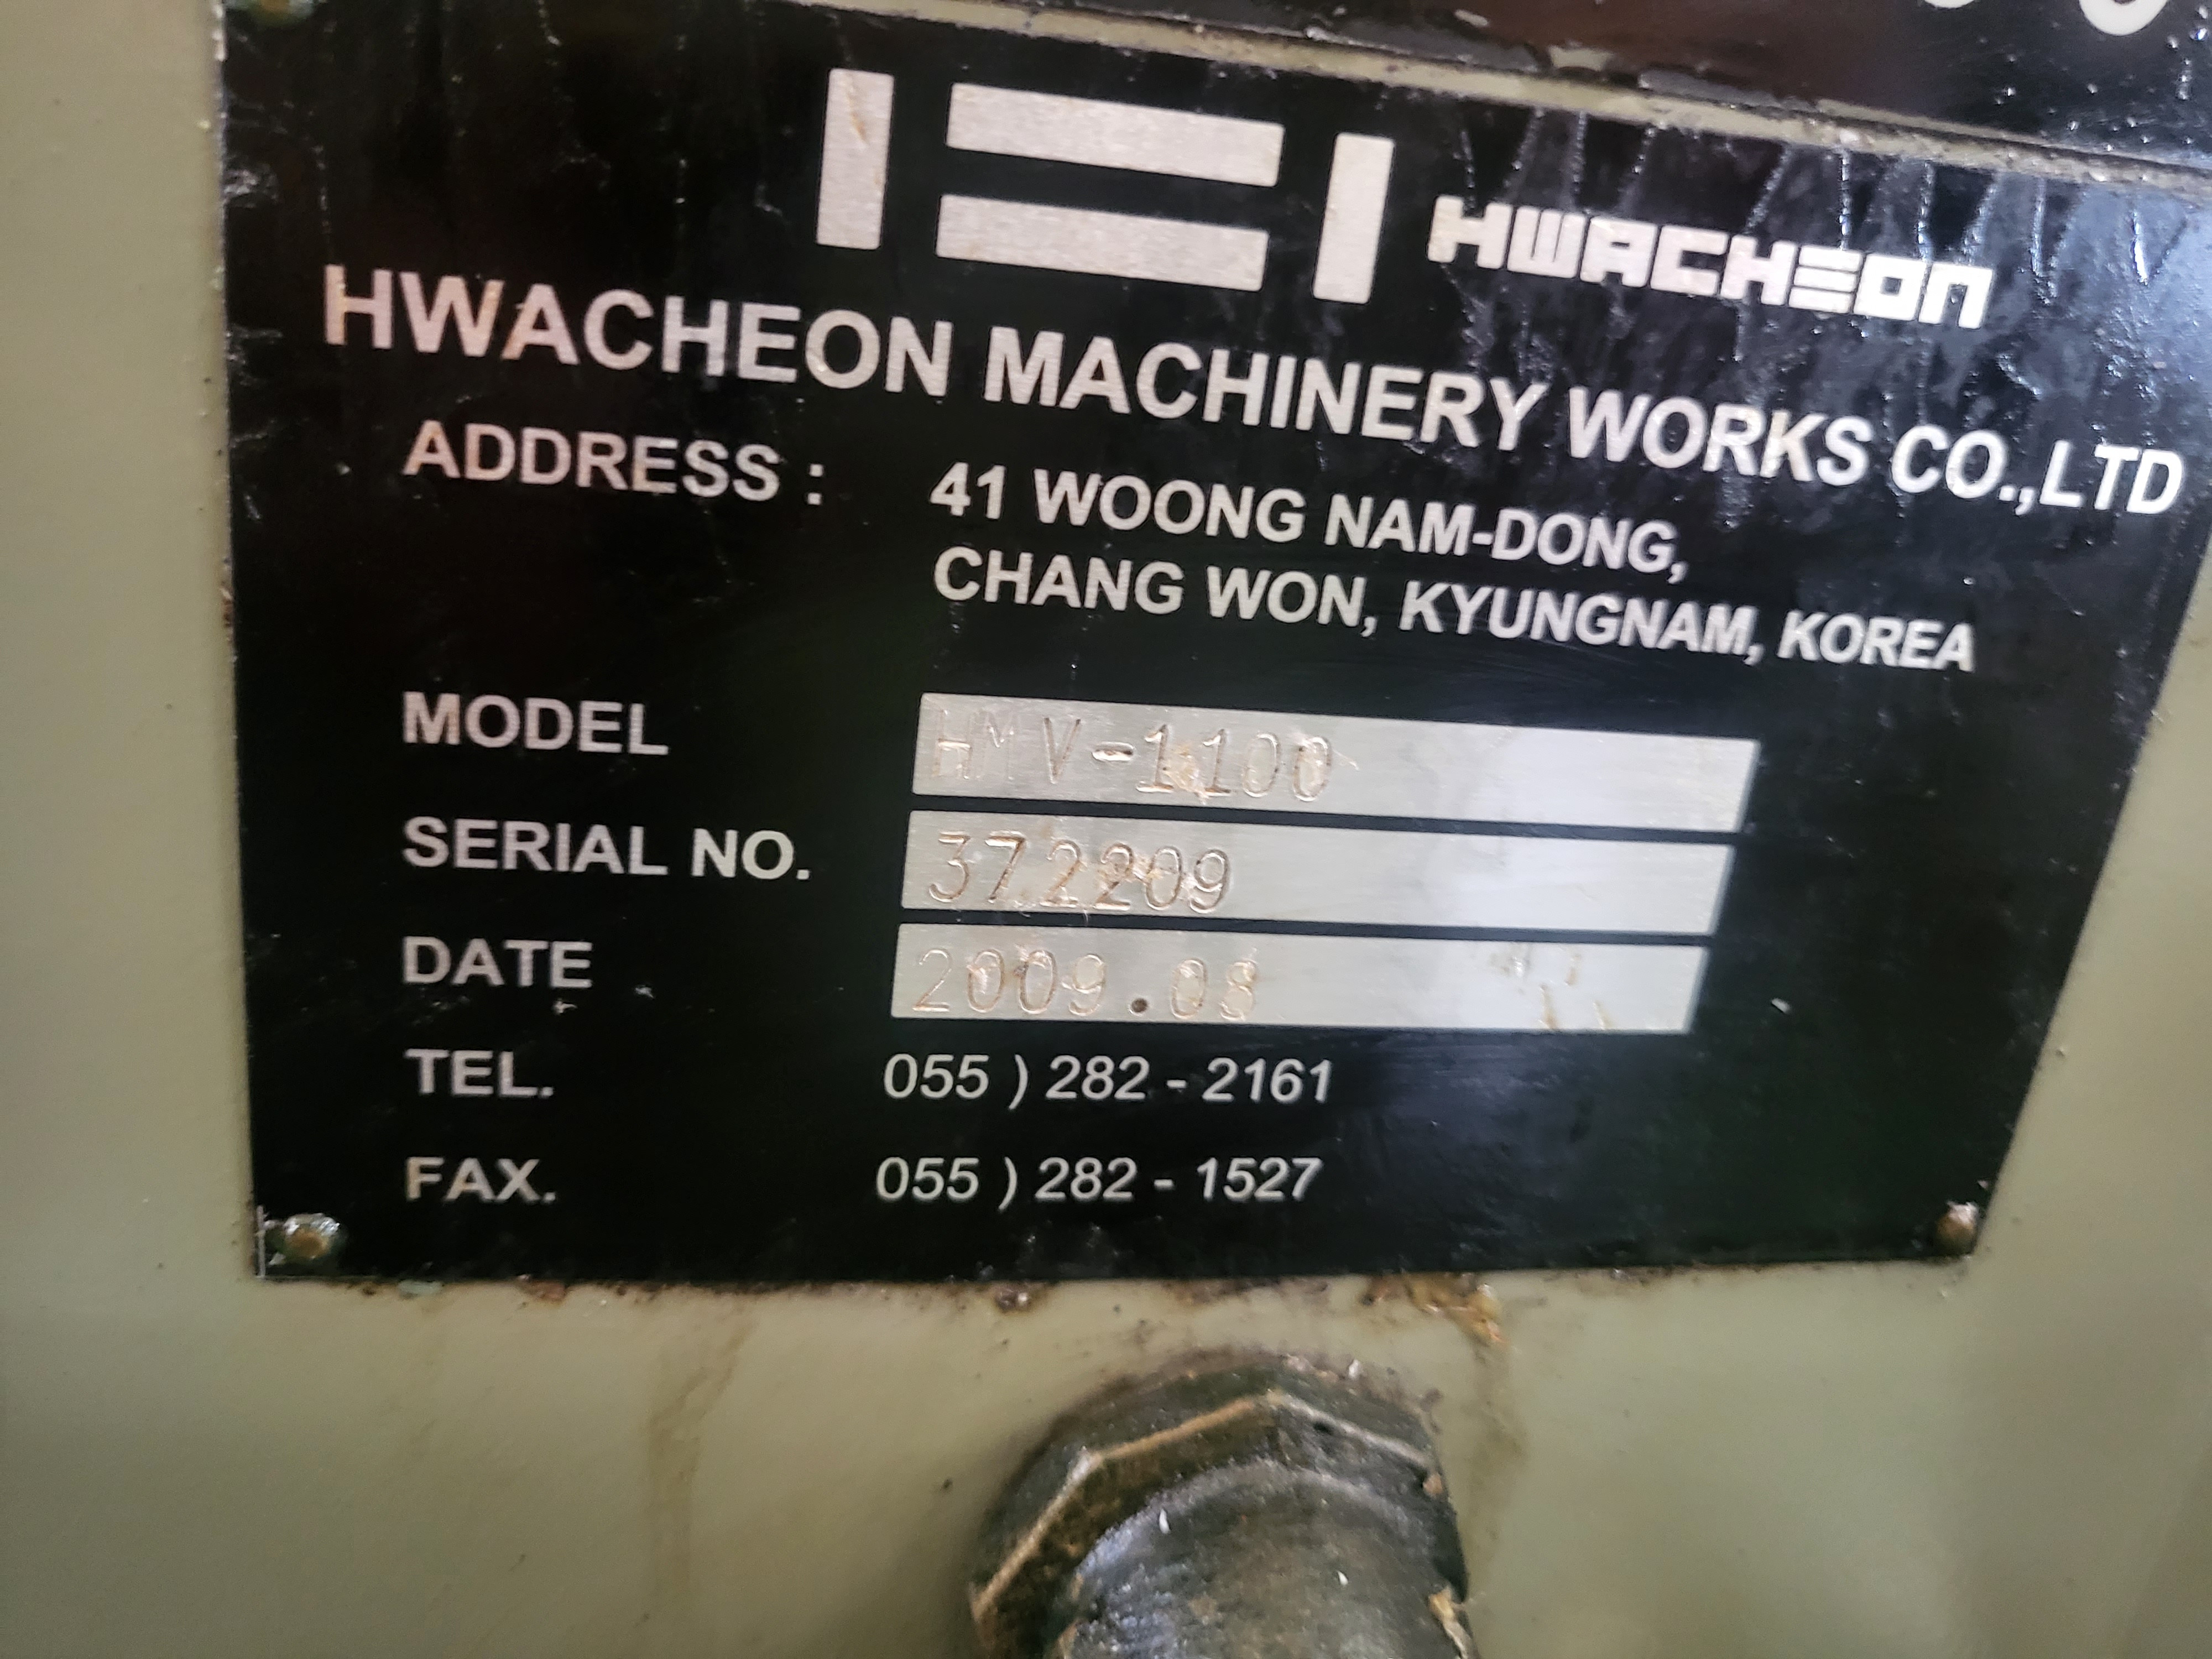 HWACHEON
HWACHEON MACHINERY WORKS CO.,LTD
ADDRESS : 41 WOONG NAM-DONG,
CHANG WON, KYUNGNAM, KOREA
MODEL HMV-1100
SERIAL NO. 372209
DATE 2009.08
TEL. 055 ) 282 - 2161
FAX. 055 ) 282 - 1527